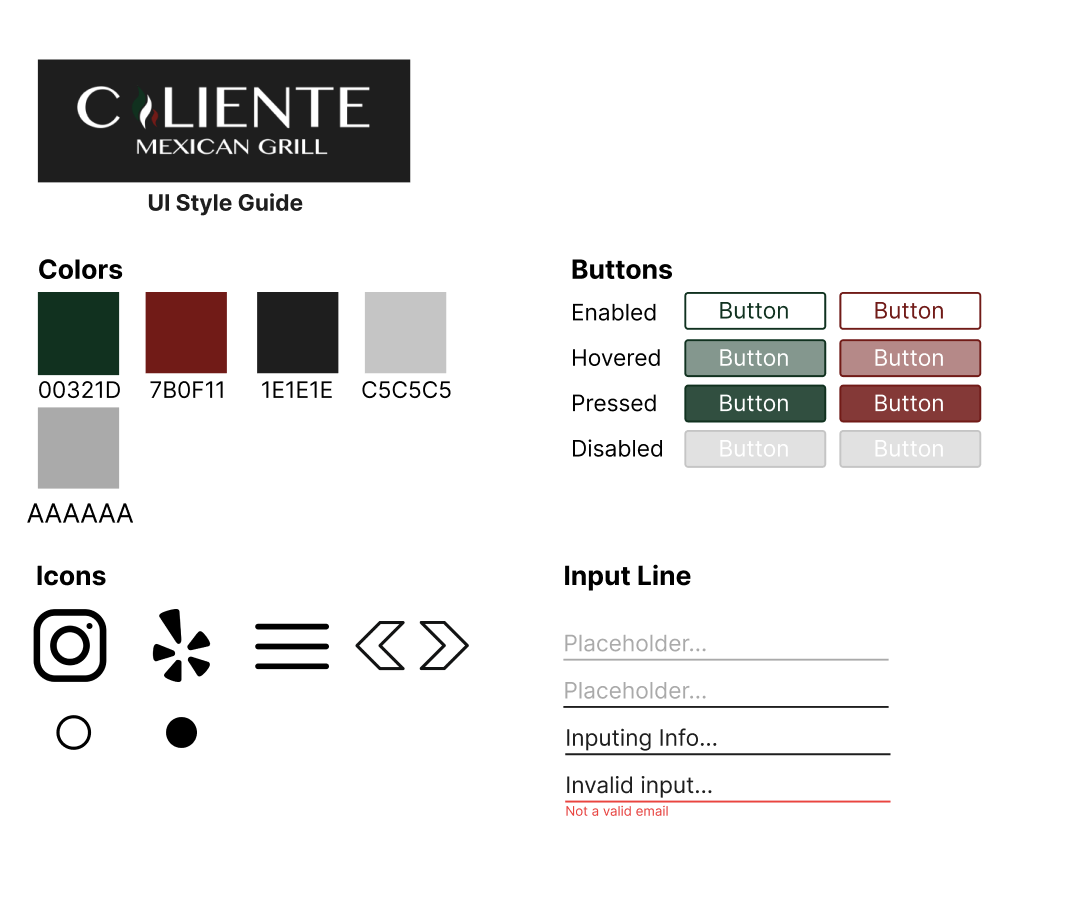 C LIENTE
MEXICAN GRILL
UI Style Guide
Colors
00321D 7B0F11 1E1E1E C5C5C5
AAAAAA
Buttons
Enabled Button Button
Hovered Button Button
Pressed Button Button
Disabled Button Button
Icons
Input Line
Placeholder...
Placeholder...
Inputing Info...
Invalid input...
Not a valid email